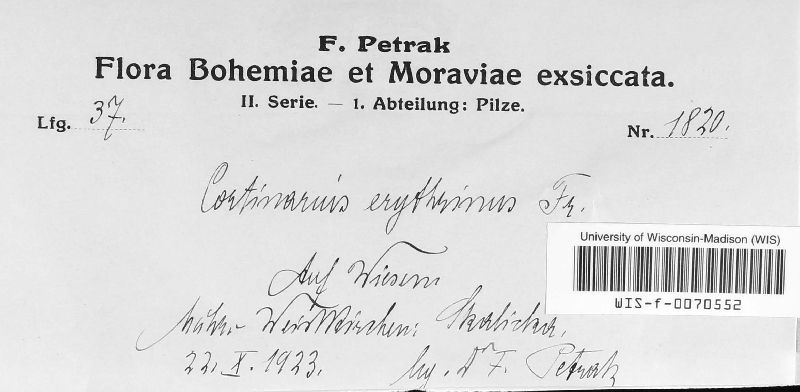 F. Petrak
Flora Bohemiae et Moraviae exsiccata.
II. Serie. — 1. Abteilung: Pilze.
Lfg. 37.
Nr. 1820.
Cortinarius erythrinus Fr.
University of Wisconsin-Madison (WIS)
WIS-f-0070552
Auf Wiesen
Mähr. Weisskirchen: Skalicka,
22. X. 1923. lg. Dr F. Petrak